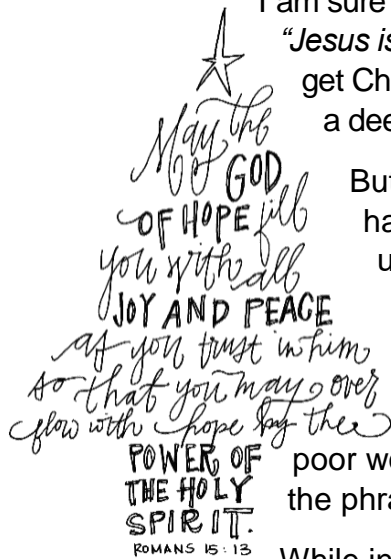 I am sure
“Jesus is
get Ch
a dee
May the
GOD
OF HOPE fill
you with all
JOY AND PEACE
as you trust in him
so that you may over
flow with hope by the
POWER OF
THE HOLY
SPIRIT.
ROMANS 15:13
But
ha
u
poor w
the phra
While in